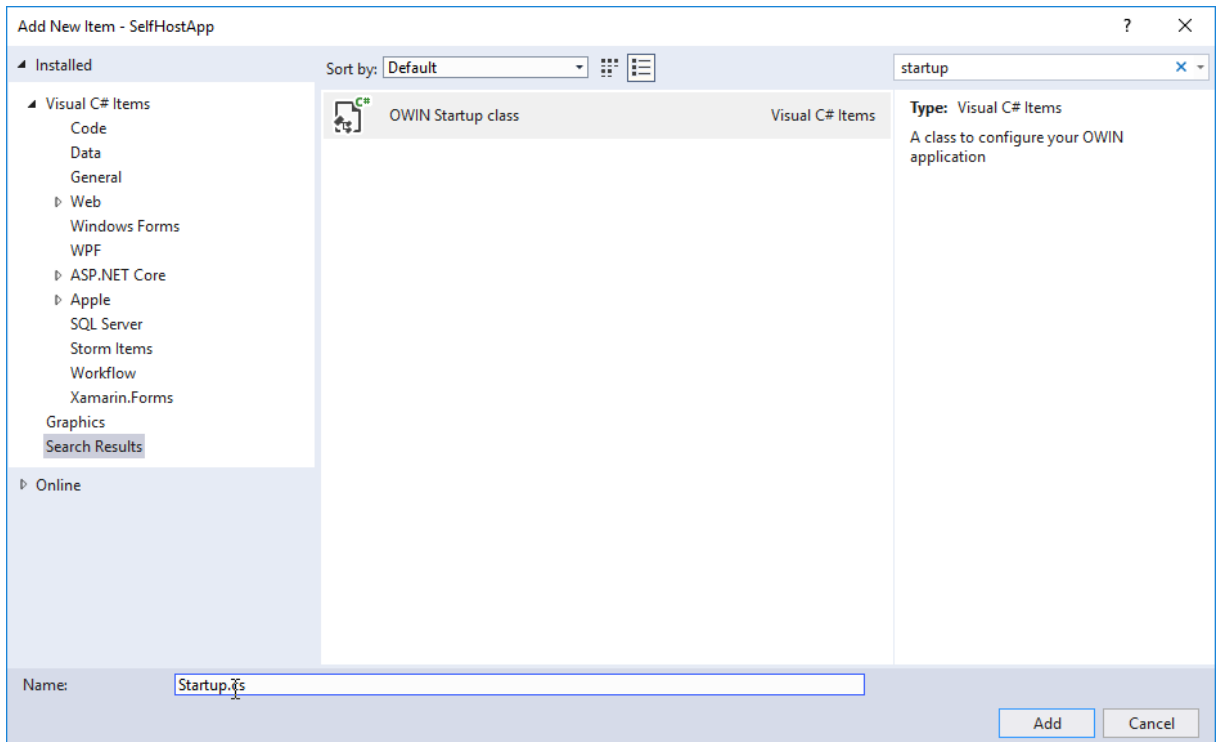 Add New Item - SelfHostApp
?
Installed
Sort by: Default
startup
Visual C# Items
Code
Data
General
Web
Windows Forms
WPF
ASP.NET Core
Apple
SQL Server
Storm Items
Workflow
Xamarin.Forms
Graphics
Search Results
Online
C#
OWIN Startup class
Visual C# Items
Type: Visual C# Items
A class to configure your OWIN
application
Name:
Startup.cs
Add
Cancel